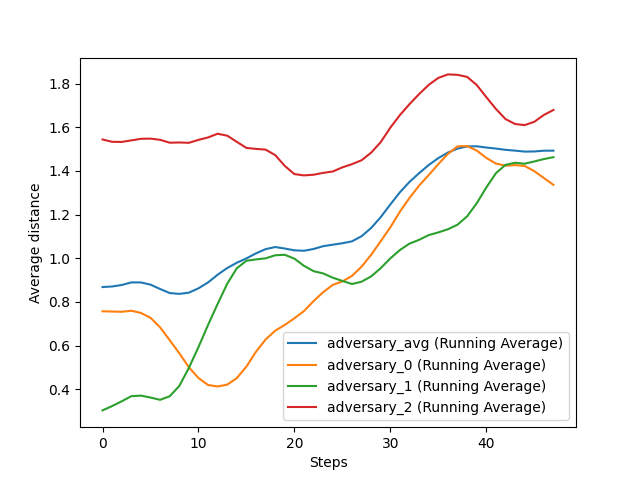 1.8
1.6
1.4
1.2
1.0
0.8
0.6
0.4
Average distance
adversary_avg (Running Average)
adversary_0 (Running Average)
adversary_1 (Running Average)
adversary_2 (Running Average)
0 10 20 30 40
Steps